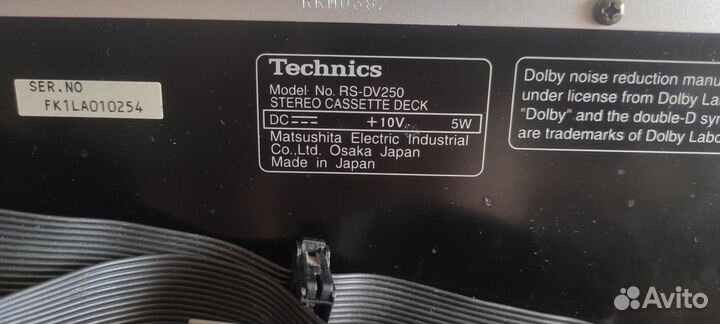 SER.NO
FK1LA010254
Technics
Model No. RS-DV250
STEREO CASSETTE DECK
DC +10V 5W
Matsushita Electric Industrial
Co.,Ltd. Osaka Japan
Made in Japan
Dolby noise reduction manu
under license from Dolby La
"Dolby" and the double-D sy
are trademarks of Dolby Labo
Avito